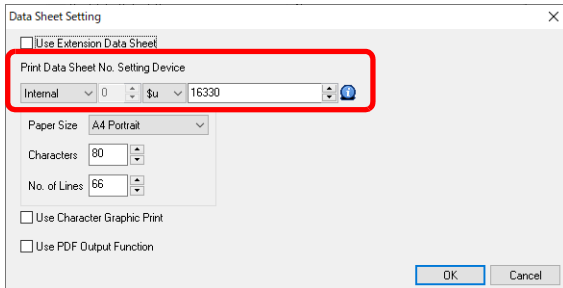 Data Sheet Setting
Use Extension Data Sheet
Print Data Sheet No. Setting Device
Internal 0 $u 16330
Paper Size A4 Portrait
Characters 80
No. of Lines 66
Use Character Graphic Print
Use PDF Output Function
OK Cancel